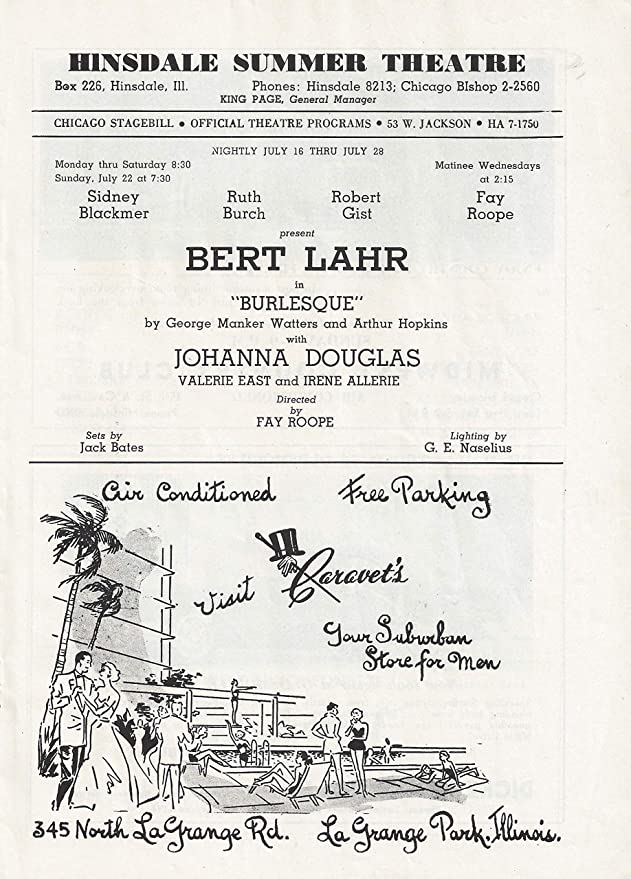 HINSDALE SUMMER THEATRE
Box 226, Hinsdale, Ill. Phones: Hinsdale 8213; Chicago BIshop 2-2560
KING PAGE, General Manager
CHICAGO STAGEBILL • OFFICIAL THEATRE PROGRAMS • 53 W. JACKSON • HA 7-1750
NIGHTLY JULY 16 THRU JULY 28
Monday thru Saturday 8:30 Matinee Wednesdays
Sunday, July 22 at 7:30 at 2:15
Sidney Ruth Robert Fay
Blackmer Burch Gist Roope
present
BERT LAHR
in
"BURLESQUE"
by George Manker Watters and Arthur Hopkins
with
JOHANNA DOUGLAS
VALERIE EAST and IRENE ALLERIE
Directed
by
FAY ROOPE
Sets by Lighting by
Jack Bates G. E. Naselius
Air Conditioned Free Parking
Visit Caravet's
Your Suburban
Store for Men
345 North LaGrange Rd. La Grange Park, Illinois.